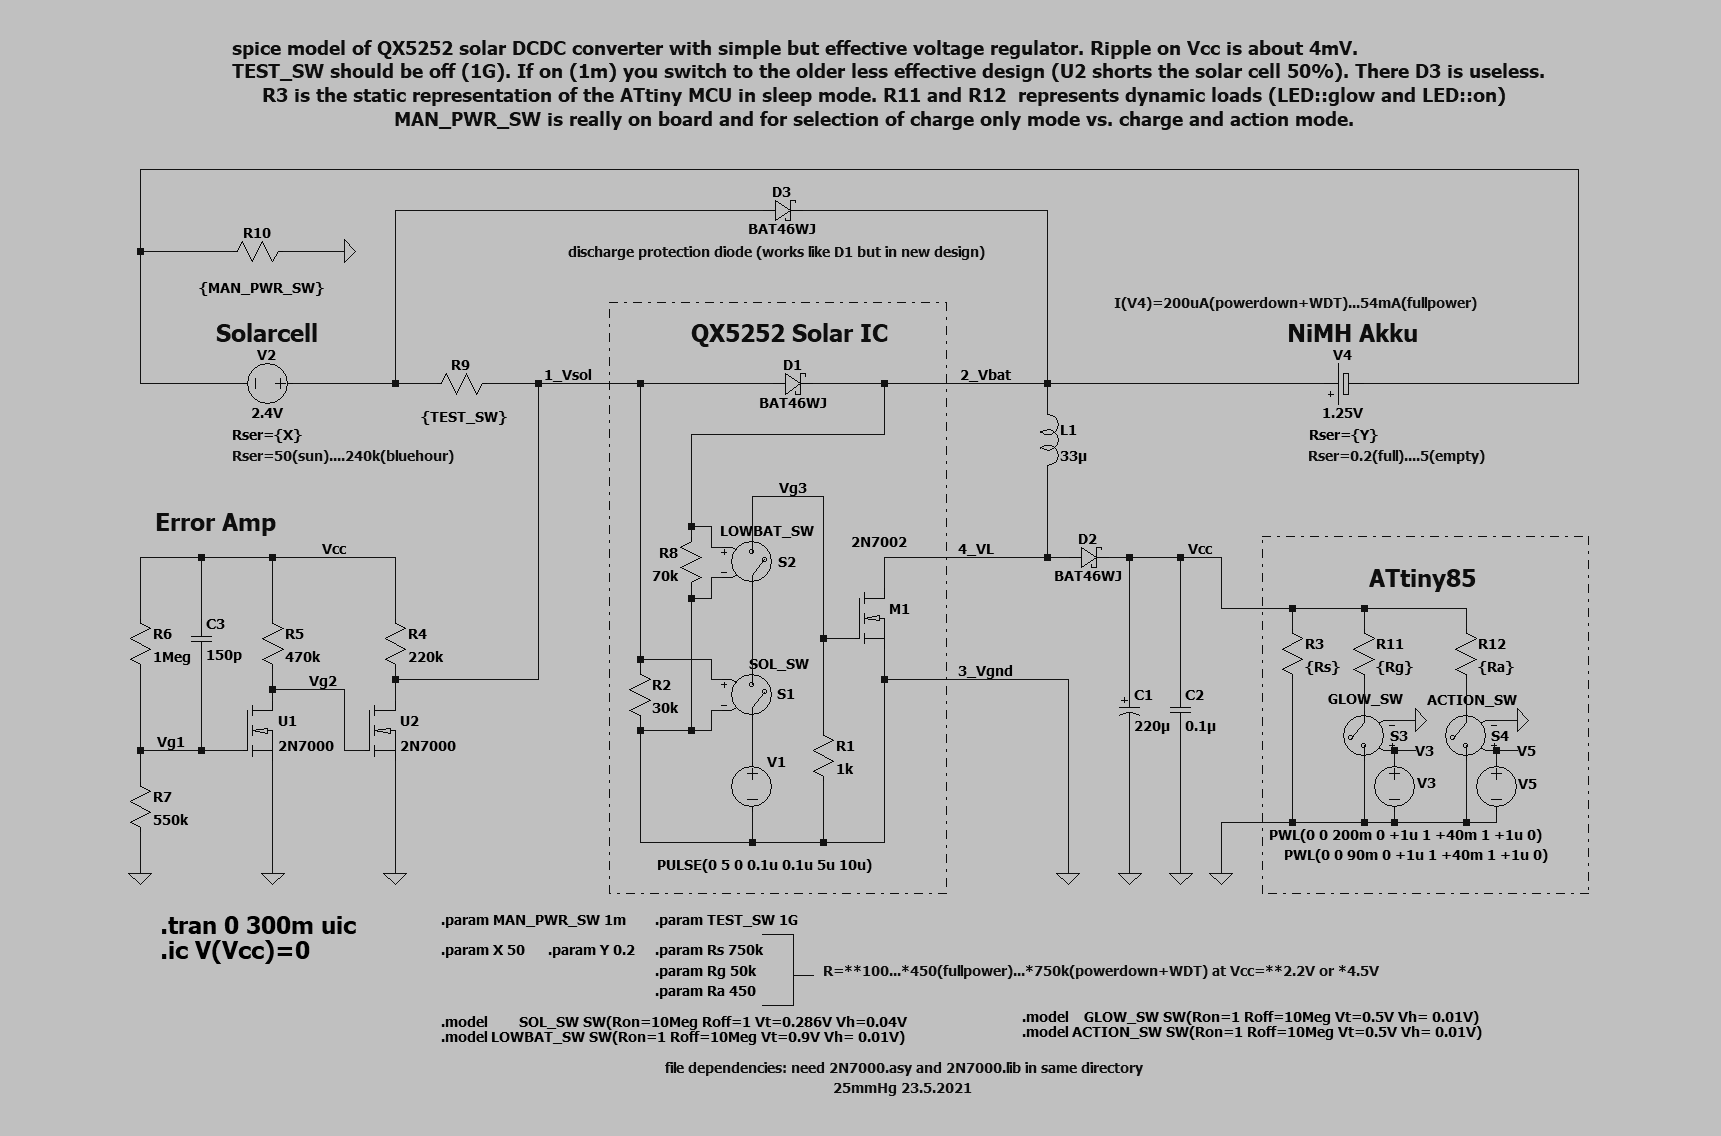 spice model of QX5252 solar DCDC converter with simple but effective voltage regulator. Ripple on Vcc is about 4mV.
TEST_SW should be off (1G). If on (1m) you switch to the older less effective design (U2 shorts the solar cell 50%). There D3 is useless.
R3 is the static representation of the ATtiny MCU in sleep mode. R11 and R12  represents dynamic loads (LED::glow and LED::on)
MAN_PWR_SW is really on board and for selection of charge only mode vs. charge and action mode.
D3
BAT46WJ
discharge protection diode (works like D1 but in new design)
R10
{MAN_PWR_SW}
Solarcell
V2
2.4V
Rser={X}
Rser=50(sun)....240k(bluehour)
R9
{TEST_SW}
1_Vsol
QX5252 Solar IC
D1
BAT46WJ
2_Vbat
I(V4)=200uA(powerdown+WDT)...54mA(fullpower)
NiMH Akku
V4
+
1.25V
Rser={Y}
Rser=0.2(full)....5(empty)
L1
33µ
Error Amp
Vcc
R6
1Meg
C3
150p
R5
470k
R4
220k
Vg2
U1
2N7000
U2
2N7000
Vg1
R7
550k
Vg3
LOWBAT_SW
R8
70k
S2
SOL_SW
R2
30k
S1
V1
R1
1k
PULSE(0 5 0 0.1u 0.1u 5u 10u)
2N7002
M1
4_VL
3_Vgnd
D2
BAT46WJ
Vcc
C1
220µ
C2
0.1µ
ATtiny85
R3
{Rs}
R11
{Rg}
R12
{Ra}
GLOW_SW
ACTION_SW
S3
S4
V3
V5
V3
V5
PWL(0 0 200m 0 +1u 1 +40m 1 +1u 0)
PWL(0 0 90m 0 +1u 1 +40m 1 +1u 0)
.tran 0 300m uic
.ic V(Vcc)=0
.param MAN_PWR_SW 1m
.param TEST_SW 1G
.param X 50
.param Y 0.2
.param Rs 750k
.param Rg 50k
.param Ra 450
R=**100...*450(fullpower)...*750k(powerdown+WDT) at Vcc=**2.2V or *4.5V
.model SOL_SW SW(Ron=10Meg Roff=1 Vt=0.286V Vh=0.04V
.model LOWBAT_SW SW(Ron=1 Roff=10Meg Vt=0.9V Vh= 0.01V)
.model GLOW_SW SW(Ron=1 Roff=10Meg Vt=0.5V Vh= 0.01V)
.model ACTION_SW SW(Ron=1 Roff=10Meg Vt=0.5V Vh= 0.01V)
file dependencies: need 2N7000.asy and 2N7000.lib in same directory
25mmHg 23.5.2021